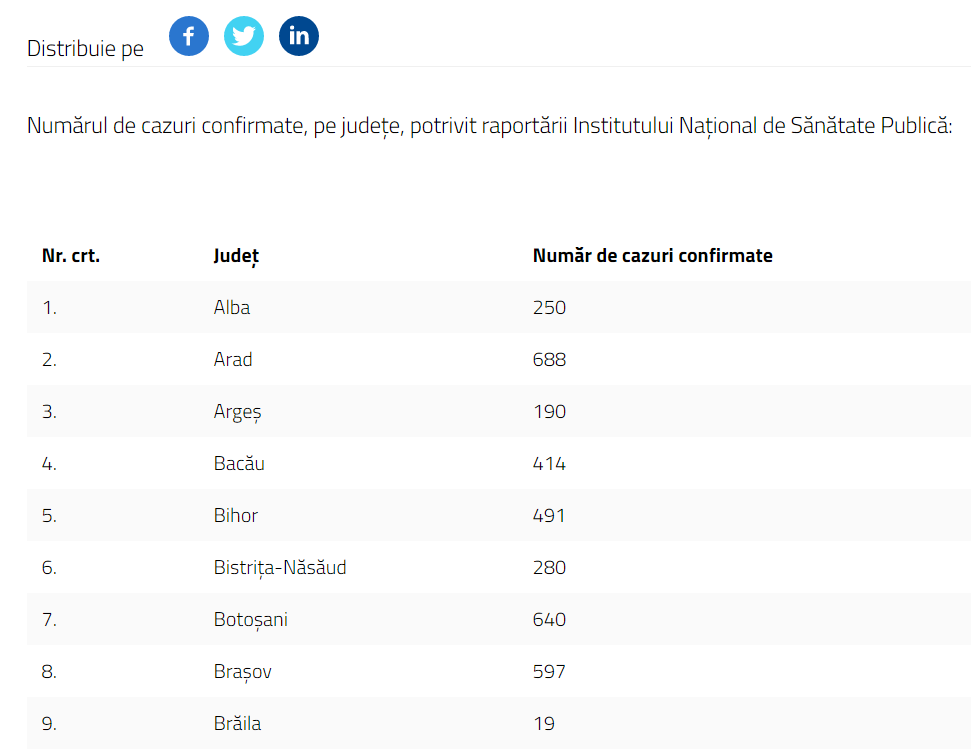 Distribuie pe
Numărul de cazuri confirmate, pe județe, potrivit raportării Institutului Național de Sănătate Publică:
Nr. crt. Județ Număr de cazuri confirmate
1. Alba 250
2. Arad 688
3. Argeș 190
4. Bacău 414
5. Bihor 491
6. Bistrița-Năsăud 280
7. Botoșani 640
8. Brașov 597
9. Brăila 19